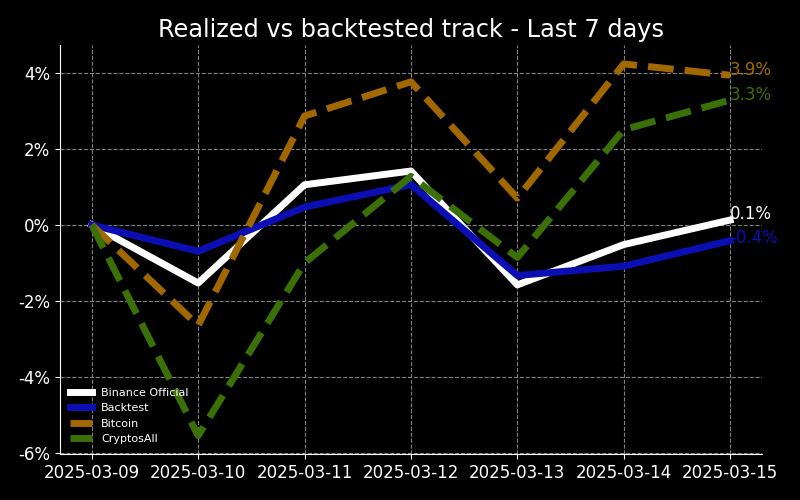 Realized vs backtested track - Last 7 days
4%
2%
0%
-2%
-4%
-6%
3.9%
3.3%
0.1%
-0.4%
Binance Official
Backtest
Bitcoin
CryptosAll
2025-03-09 2025-03-10 2025-03-11 2025-03-12 2025-03-13 2025-03-14 2025-03-15